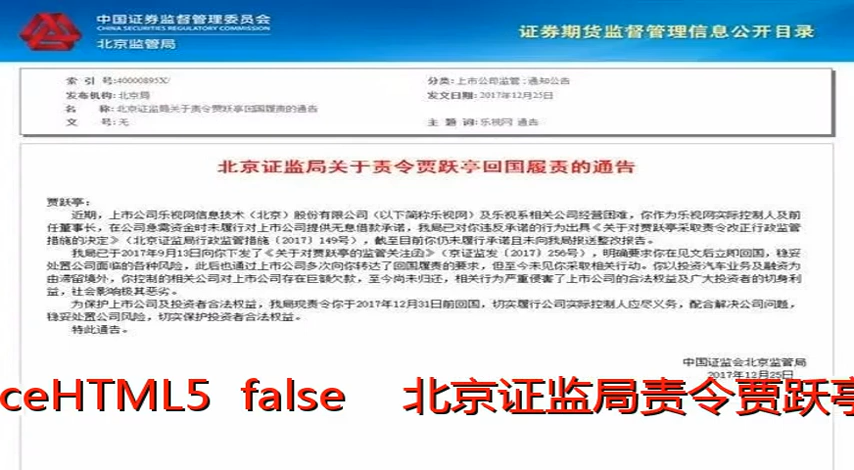 中国证券监督管理委员会
CHINA SECURITIES REGULATORY COMMISSION
北京监管局
证券期货监督管理信息公开目录
索 引 号:40000895X/
分类:上市公司监管 ; 通知公告
发布机构:北京局
发文日期:2017年12月25日
名 称:北京证监局关于责令贾跃亭回国履责的通告
文 号:无
主 题 词:乐视网 通告
北京证监局关于责令贾跃亭回国履责的通告
贾跃亭:
近期,上市公司乐视网信息技术(北京)股份有限公司(以下简称乐视网)及乐视系相关公司经营困难,你作为乐视网实际控制人及前
任董事长,在公司急需资金时未履行对上市公司提供无息借款承诺,我局已对你违反承诺的行为出具《关于对贾跃亭采取责令改正行政监管
措施的决定》(北京证监局行政监管措施〔2017〕149号),截至目前你仍未履行承诺且未向我局报送整改报告。
我局已于2017年9月13日向你下发了《关于对贾跃亭的监管关注函》(京证监发〔2017〕256号),明确要求你在见文后立即回国,稳妥
处置公司面临的各种风险,此后也通过上市公司多次向你转达了回国履责的要求,但至今未见你采取相关行动。你以投资汽车业务及融资为
由滞留境外,你控制的相关公司对上市公司存在巨额欠款,至今尚未归还,相关行为严重侵害了上市公司的合法权益及广大投资者的切身利
益,社会影响极其恶劣。
为保护上市公司及投资者合法权益,我局现责令你于2017年12月31日前回国,切实履行公司实际控制人应尽义务,配合解决公司问题,
稳妥处置公司风险,切实保护投资者合法权益。
特此通告。
中国证监会北京监管局
2017年12月25日
ceHTML5 false 北京证监局责令贾跃亭